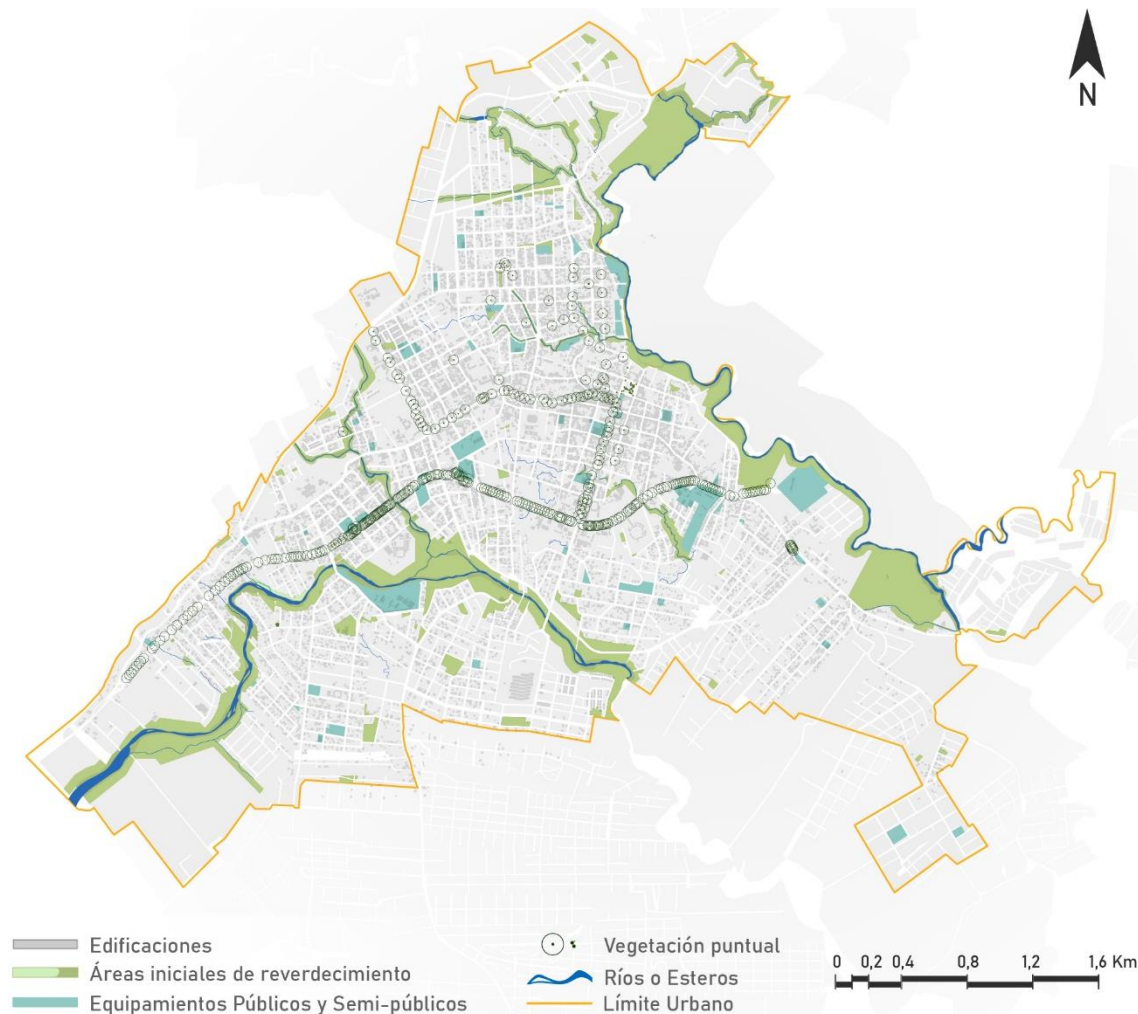 N
Edificaciones
Áreas iniciales de reverdecimiento
Equipamientos Públicos y Semi-públicos
Vegetación puntual
Ríos o Esteros
Límite Urbano
0 0,2 0,4 0,8 1,2 1,6 Km